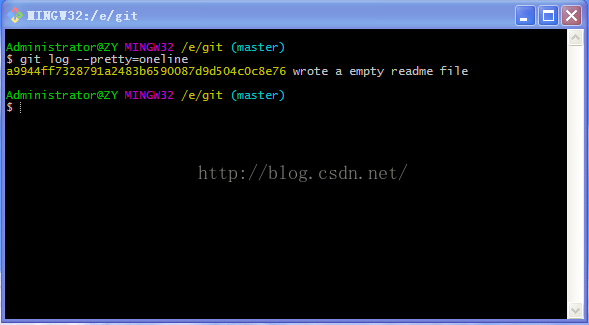 MINGW32:/e/git
Administrator@ZY MINGW32 /e/git (master)
$ git log --pretty=oneline
a9944ff7328791a2483b6590087d9d504c0c8e76 wrote a empty readme file
Administrator@ZY MINGW32 /e/git (master)
$
http://blog.csdn.net/